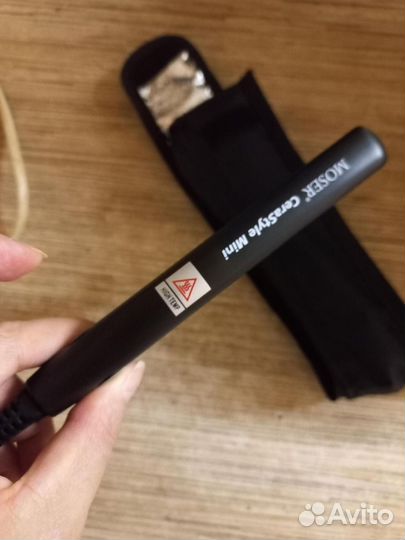 MOSER® CeraStyle Mini
HIGH TEMP
Avito